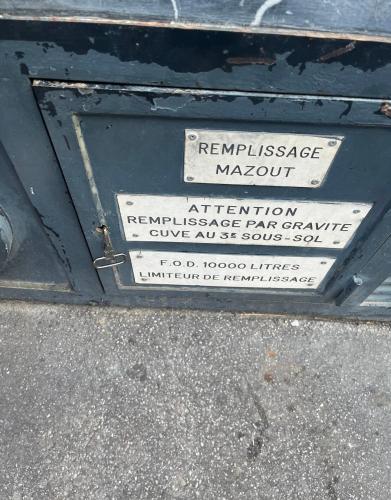 REMPLISSAGE
MAZOUT
ATTENTION
REMPLISSAGE PAR GRAVITE
CUVE AU 3E SOUS-SOL
F.O.D. 10000 LITRES
LIMITEUR DE REMPLISSAGE